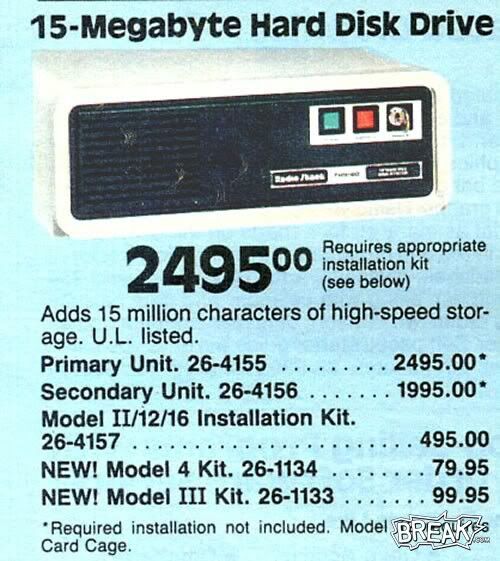 15-Megabyte Hard Disk Drive
Radio Shack
2495⁰⁰
Requires appropriate
installation kit
(see below)
Adds 15 million characters of high-speed stor-
age. U.L. listed.
Primary Unit. 26-4155 ......... 2495.00*
Secondary Unit. 26-4156 ....... 1995.00*
Model II/12/16 Installation Kit.
26-4157 ..................... 495.00
NEW! Model 4 Kit. 26-1134 ........ 79.95
NEW! Model III Kit. 26-1133 ...... 99.95
*Required installation not included. Model
Card Cage.
BREAK.COM